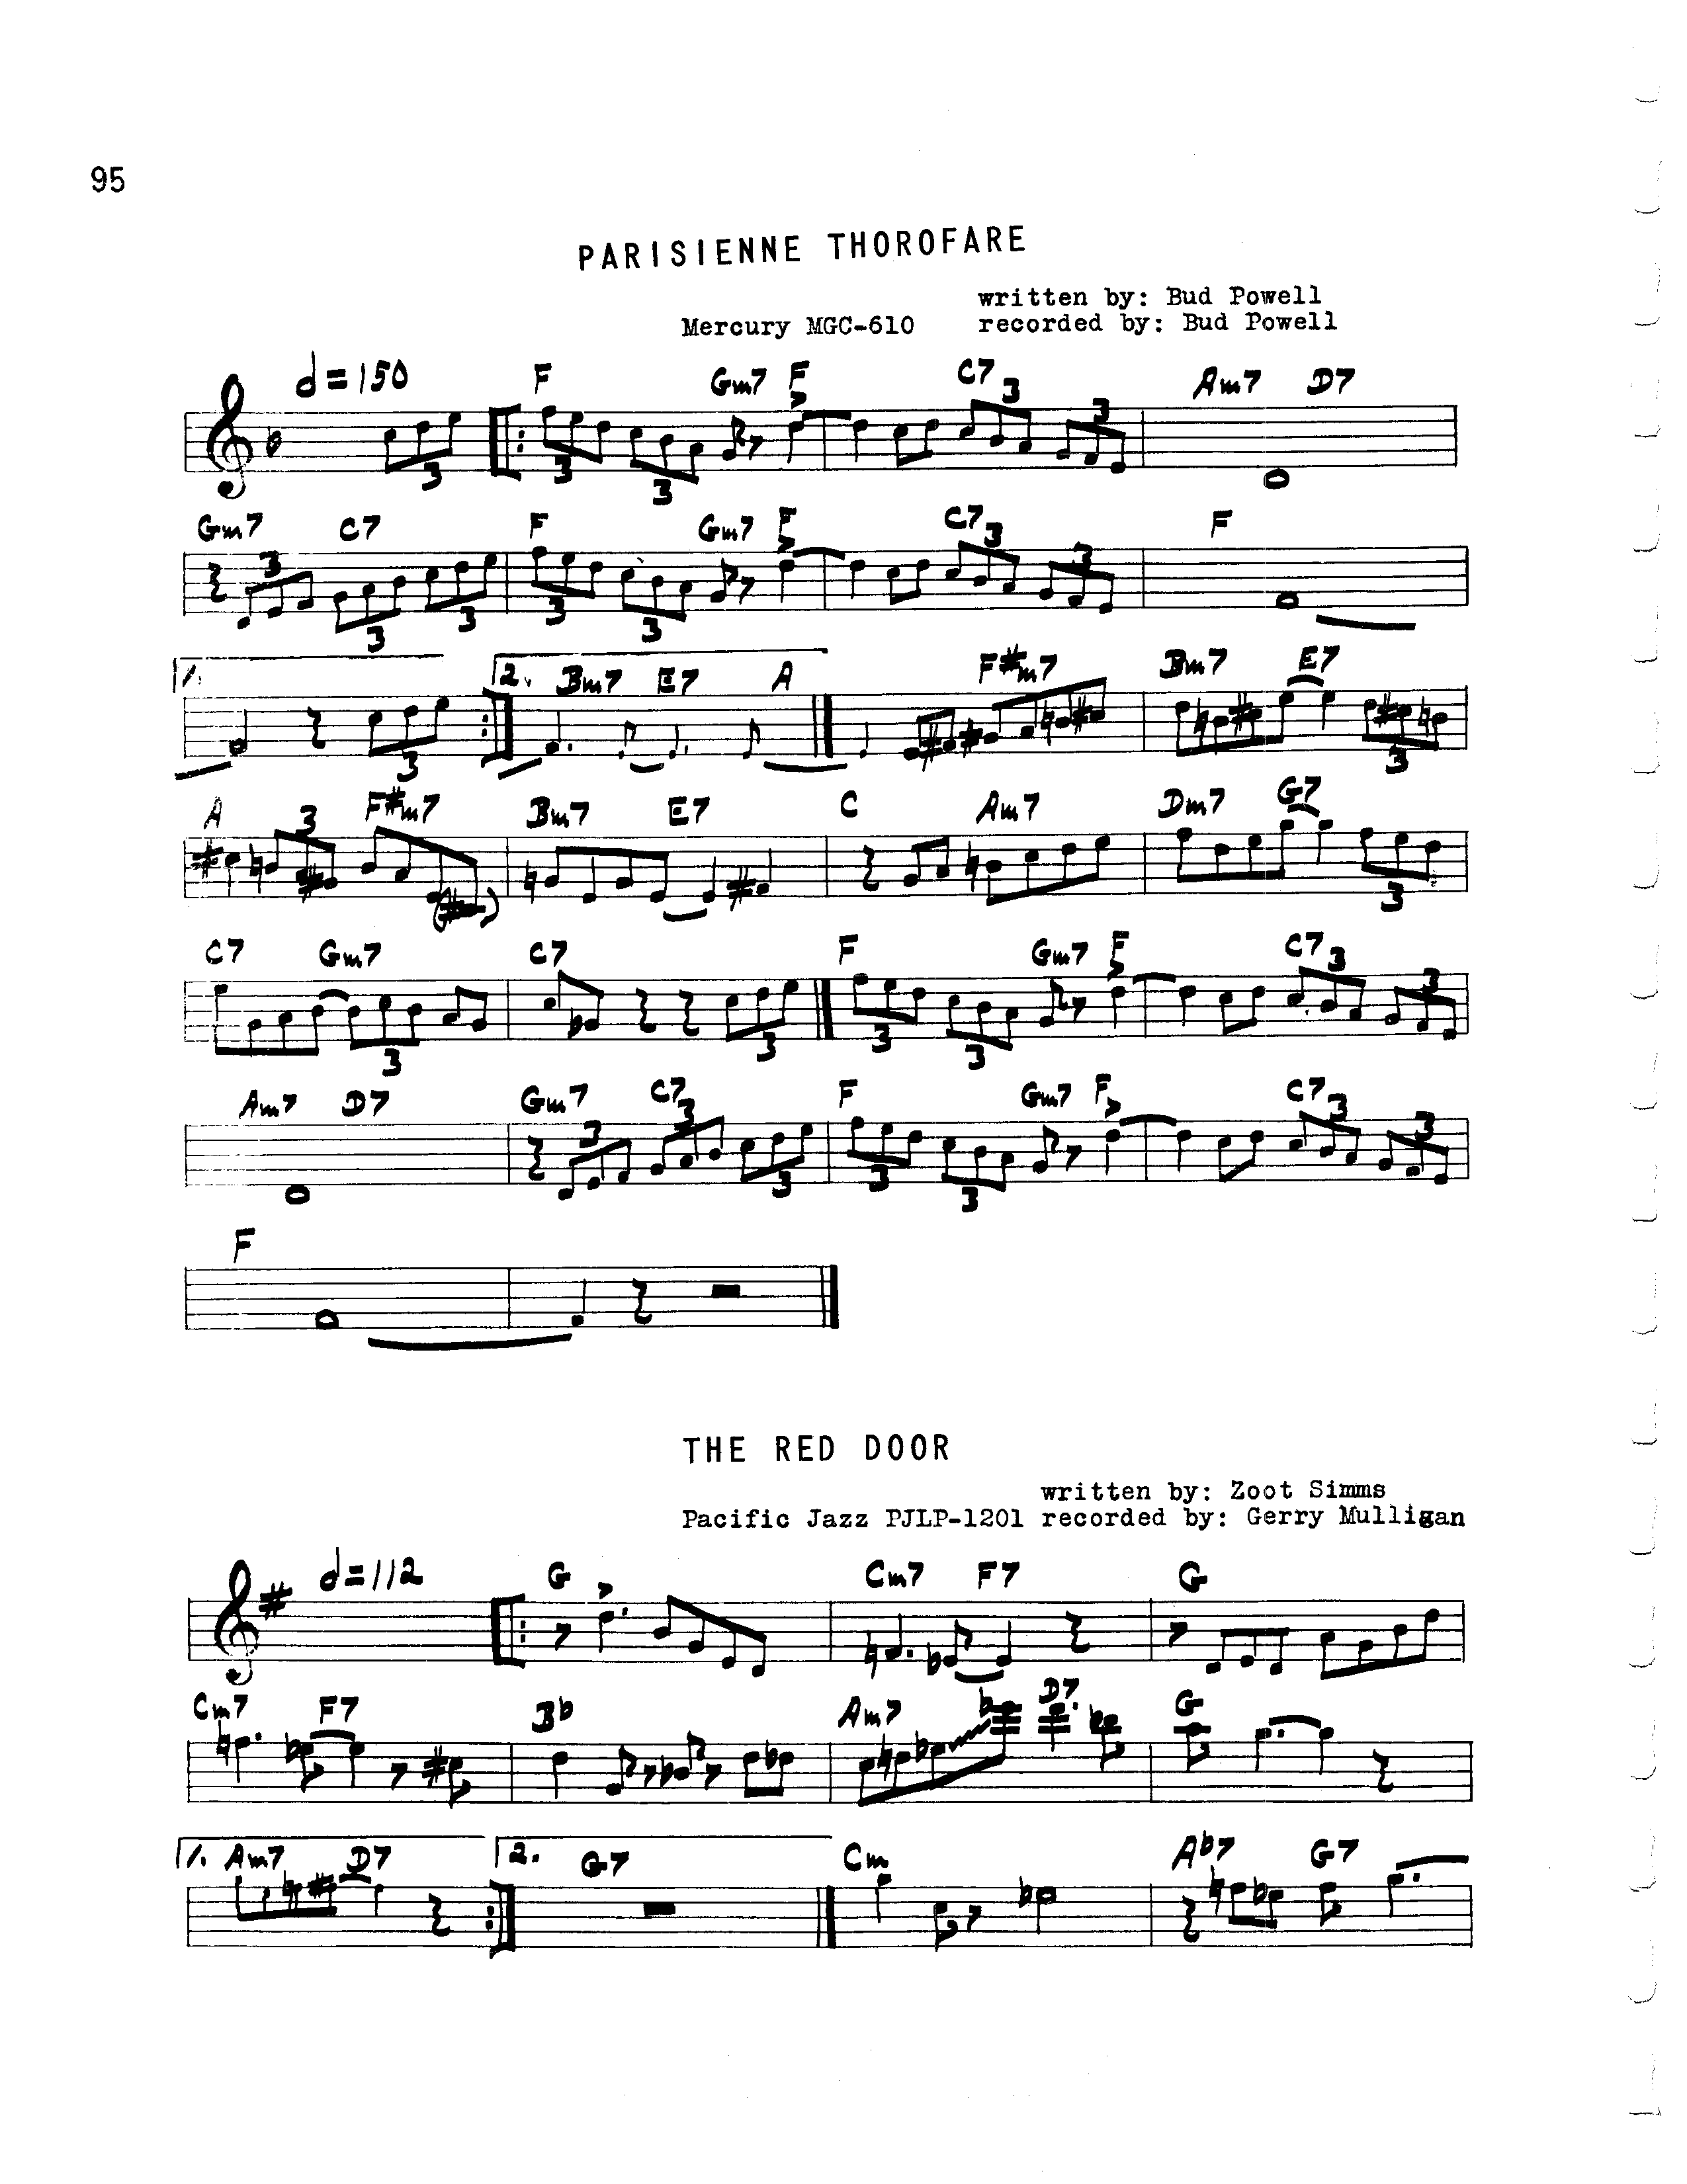 95
PARISIENNE THOROFARE
written by: Bud Powell
Mercury MGC-610 recorded by: Bud Powell
𝅗𝅥 = 150 F Gm7 F C7 3 Am7 D7
3 3 3 3
Gm7 C7 F Gm7 F C7 F
3 3 3 3 3 3 3
1. 2. Bm7 E7 A F#m7 Bm7 E7
3 3
A 3 F#m7 Bm7 E7 C Am7 Dm7 G7
3
C7 Gm7 C7 F Gm7 F C7 3
3 3 3 3 3
Am7 D7 Gm7 C7 F Gm7 F C7
3 3 3 3 3 3 3
F
THE RED DOOR
written by: Zoot Simms
Pacific Jazz PJLP-1201 recorded by: Gerry Mulligan
𝅗𝅥 = 112 G Cm7 F7 G
Cm7 F7 Bb Am7 D7 G
1. Am7 D7 2. G7 Cm Ab7 G7